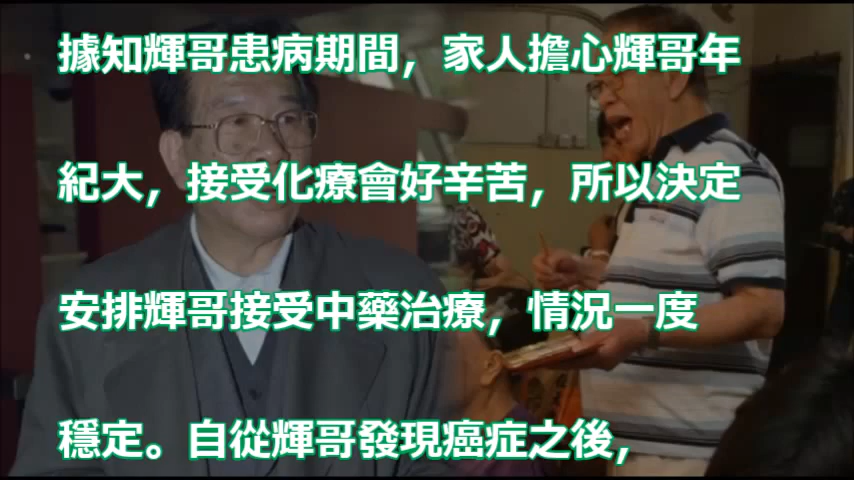 據知輝哥患病期間，家人擔心輝哥年
紀大，接受化療會好辛苦，所以決定
安排輝哥接受中藥治療，情況一度
穩定。自從輝哥發現癌症之後，